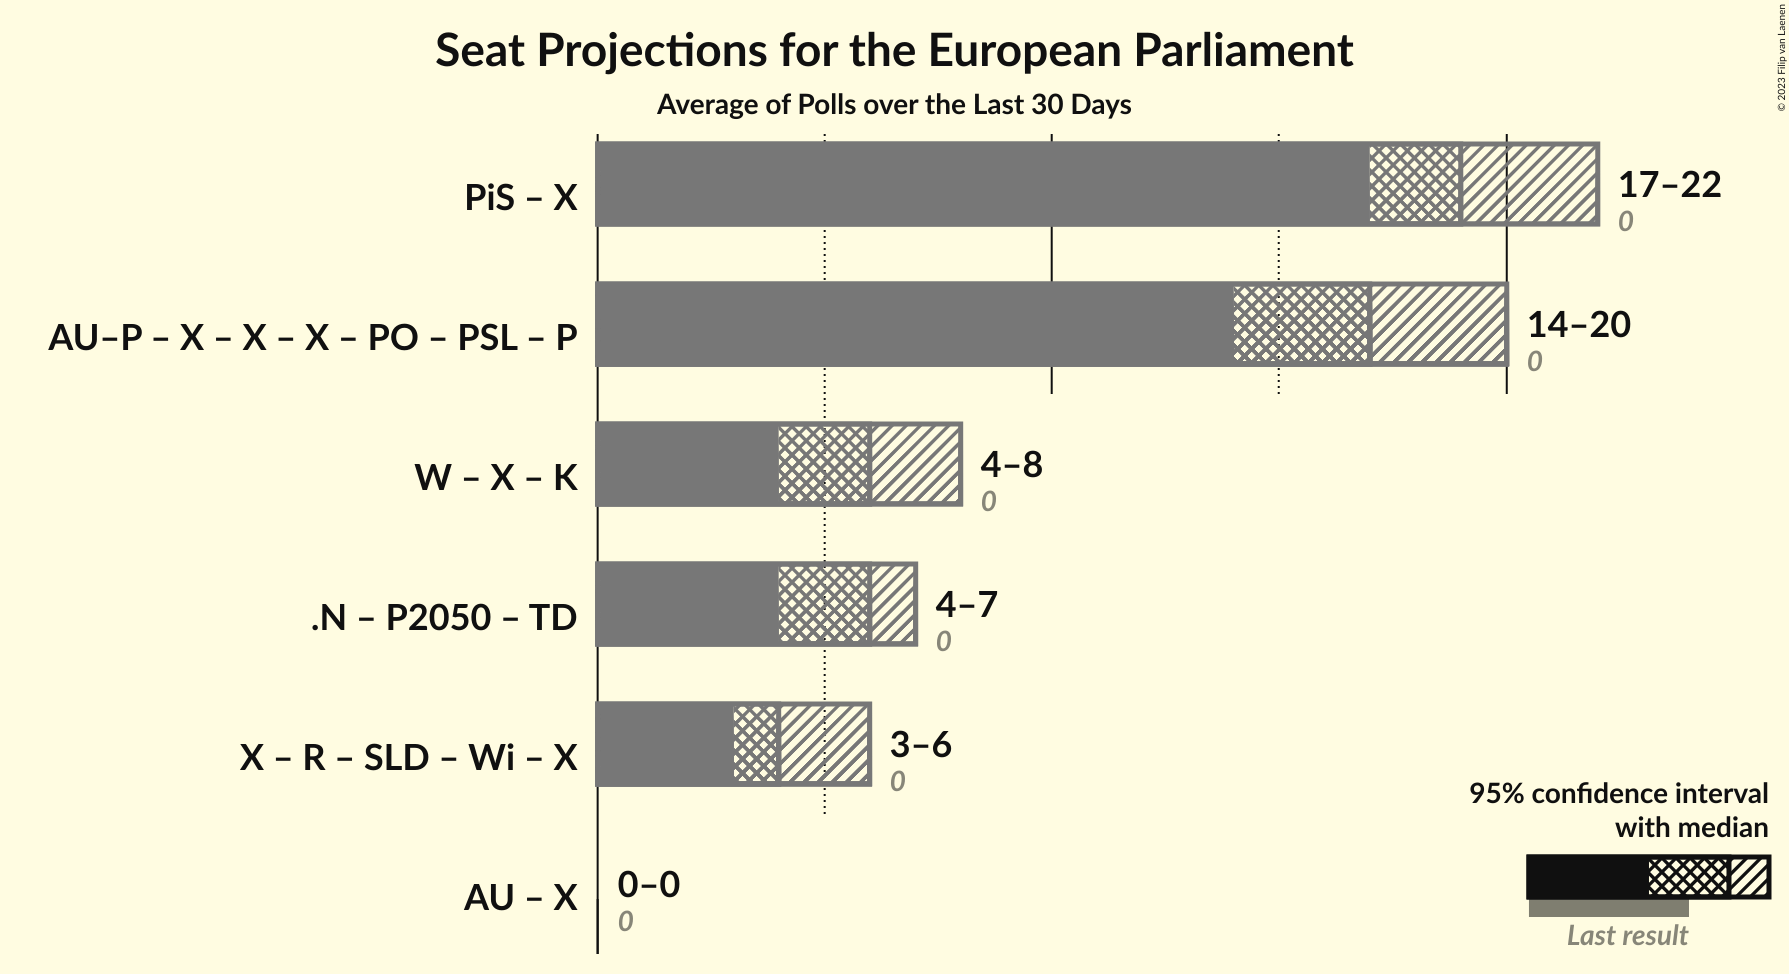 Seat Projections for the European Parliament
Average of Polls over the Last 30 Days
© 2023 Filip van Laenen
PiS – X
17–22
0
AU–P – X – X – X – PO – PSL – P
14–20
0
W – X – K
4–8
0
.N – P2050 – TD
4–7
0
X – R – SLD – Wi – X
3–6
0
AU – X
0–0
0
95% confidence interval
with median
Last result